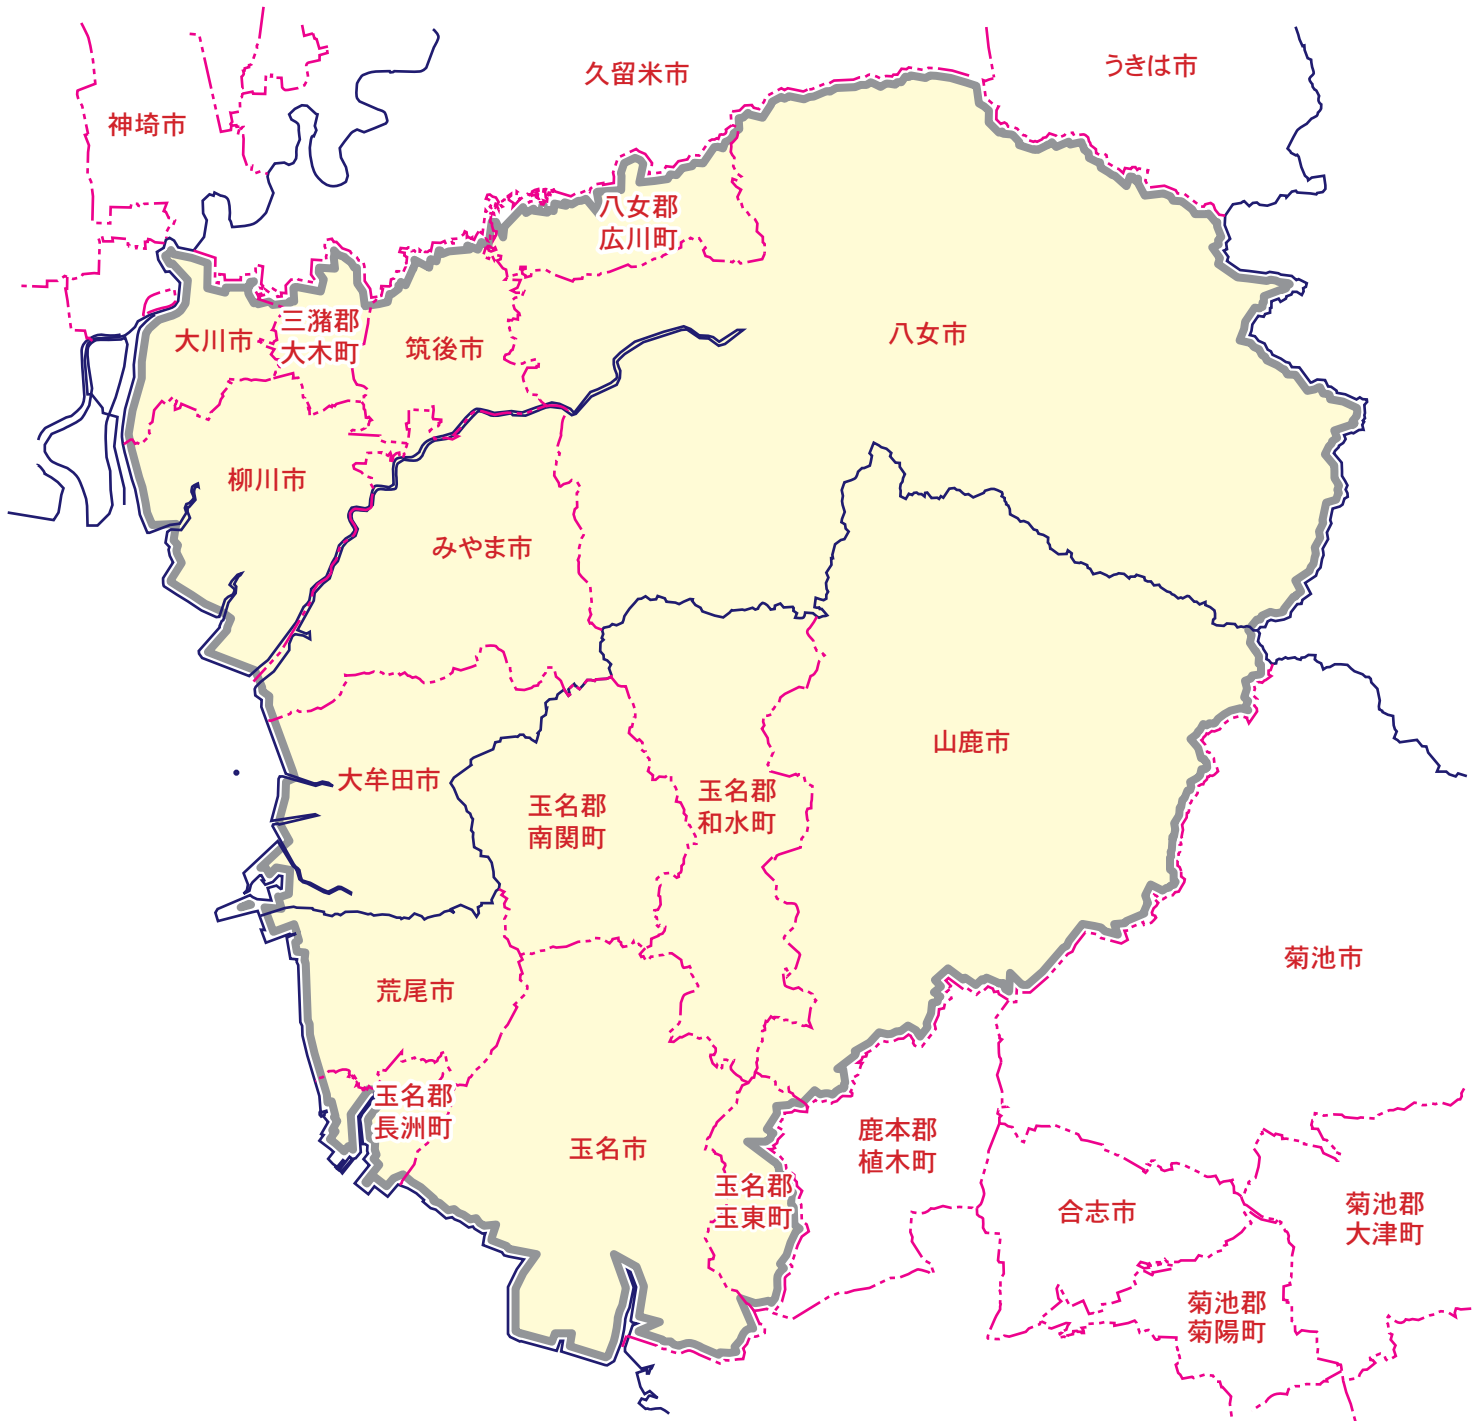 久留米市
うきは市
神埼市
八女郡
広川町
三潴郡
大木町
大川市
筑後市
八女市
柳川市
みやま市
山鹿市
大牟田市
玉名郡
南関町
玉名郡
和水町
菊池市
荒尾市
玉名郡
長洲町
玉名市
鹿本郡
植木町
玉名郡
玉東町
合志市
菊池郡
大津町
菊池郡
菊陽町